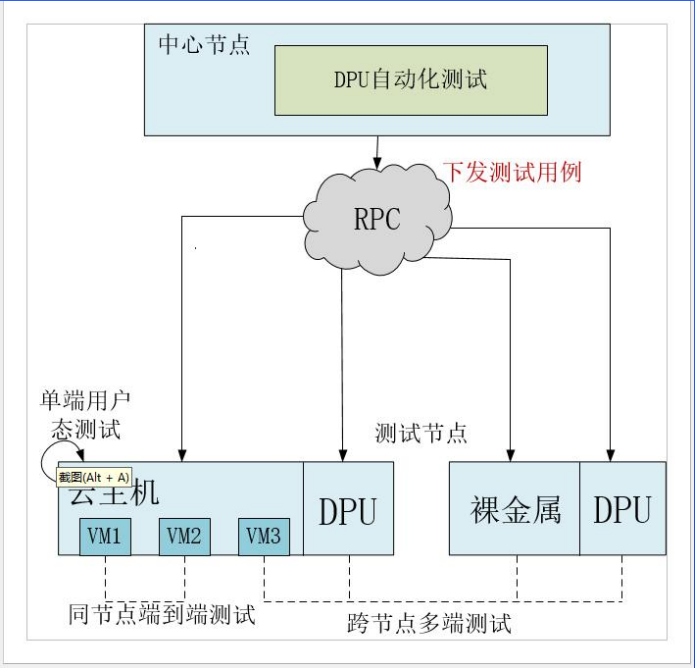 中心节点
DPU自动化测试
下发测试用例
RPC
单端用户
态测试
测试节点
截图(Alt + A)
云主机
DPU
裸金属
DPU
VM1
VM2
VM3
同节点端到端测试
跨节点多端测试